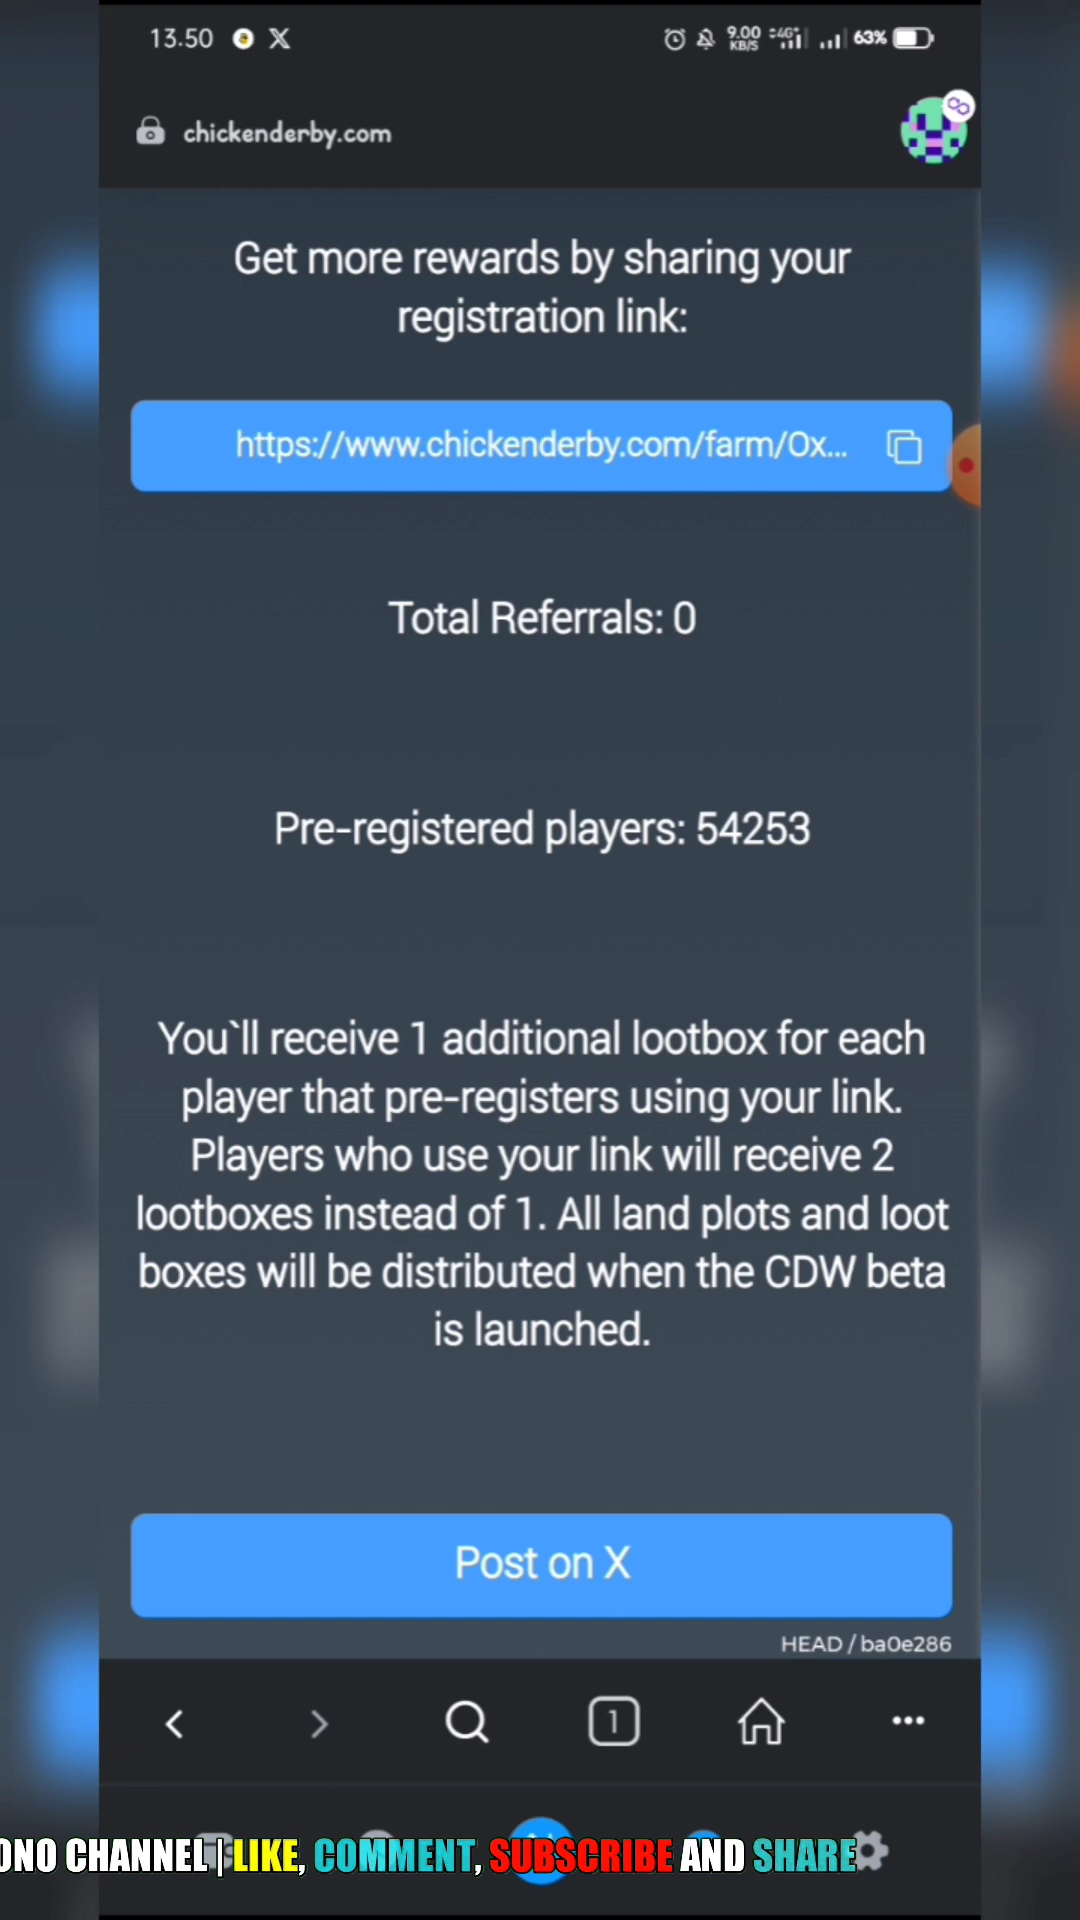 13.50
9.00
KB/S
4G+
63%
chickenderby.com
Get more rewards by sharing your
registration link:
https://www.chickenderby.com/farm/0x...
Total Referrals: 0
Pre-registered players: 54253
You`ll receive 1 additional lootbox for each
player that pre-registers using your link.
Players who use your link will receive 2
lootboxes instead of 1. All land plots and loot
boxes will be distributed when the CDW beta
is launched.
Post on X
HEAD / ba0e286
1
ONO CHANNEL | LIKE, COMMENT, SUBSCRIBE AND SHARE